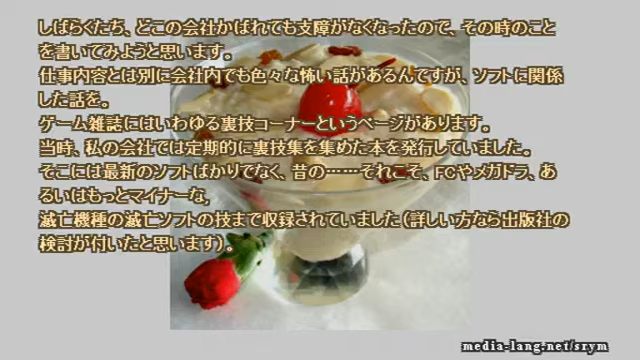 しばらくたち、どこの会社かばれても支障がなくなったので、その時のこと
を書いてみようと思います。
仕事内容とは別に会社内でも色々な怖い話があるんですが、ソフトに関係
した話を。
ゲーム雑誌にはいわゆる裏技コーナーというページがあります。
当時、私の会社では定期的に裏技集を集めた本を発行していました。
そこには最新のソフトばかりでなく、昔の……それこそ、FCやメガドラ、あ
るいはもっとマイナーな,
滅亡機種の滅亡ソフトの技まで収録されていました（詳しい方なら出版社の
検討が付いたと思います）。
media-lang-net/srym